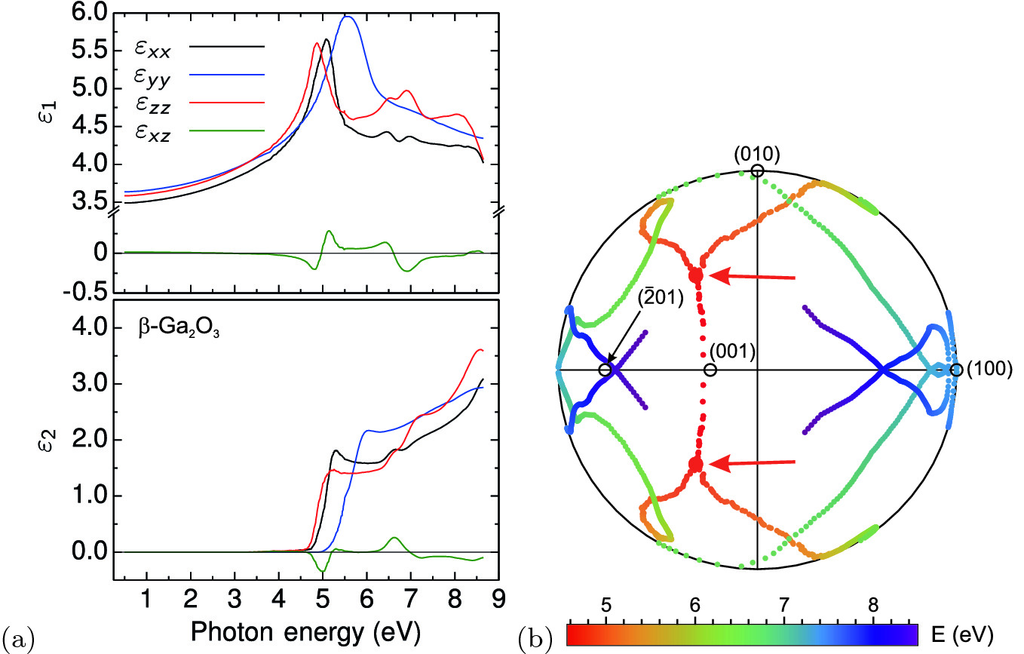 6.0
5.5
5.0
4.5
4.0
3.5
0
-0.5
ε1
εxx
εyy
εzz
εxz
β-Ga2O3
4.0
3.0
2.0
1.0
0.0
ε2
1 2 3 4 5 6 7 8 9
Photon energy (eV)
(a)
(010)
(2̄01)
(001)
(100)
5 6 7 8
E (eV)
(b)